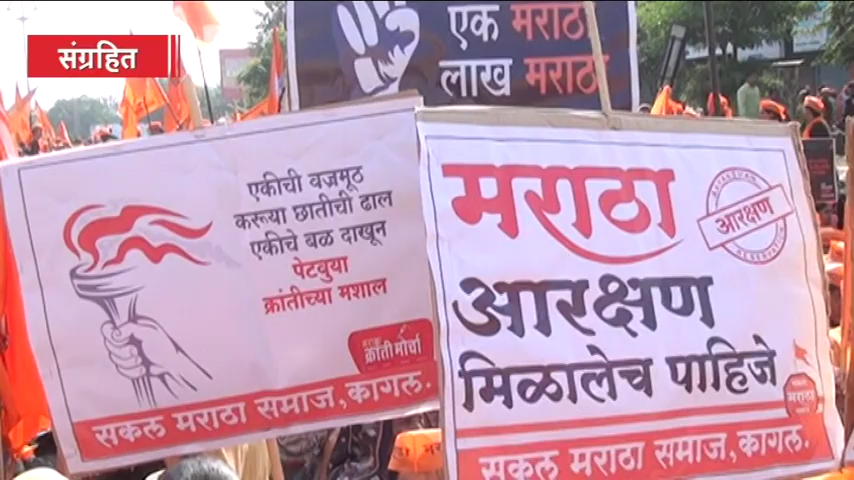 संग्रहित
एक मराठा
लाख मराठा
एकीची वज्रमूठ
करूया छातीची ढाल
एकीचे बळ दाखून
पेटवुया
क्रांतीच्या मशाल
क्रांती मोर्चा
सकल मराठा समाज, कागल.
मराठा
आरक्षण
आरक्षण
मिळालेच पाहिजे
मराठा
सकल मराठा समाज, कागल.